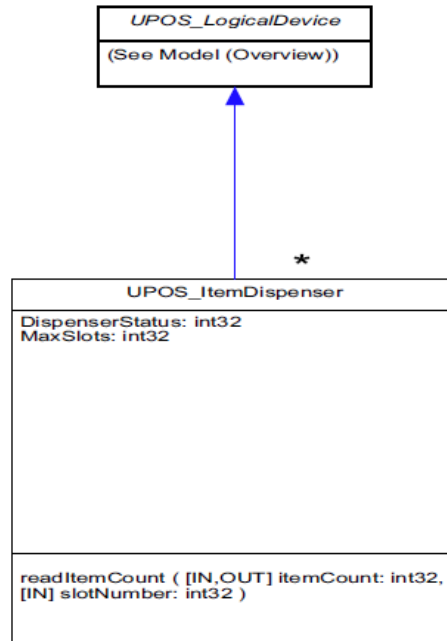 UPOS_LogicalDevice
(See Model (Overview))
*
UPOS_ItemDispenser
DispenserStatus: int32
MaxSlots: int32
readItemCount ( [IN,OUT] itemCount: int32,
[IN] slotNumber: int32 )